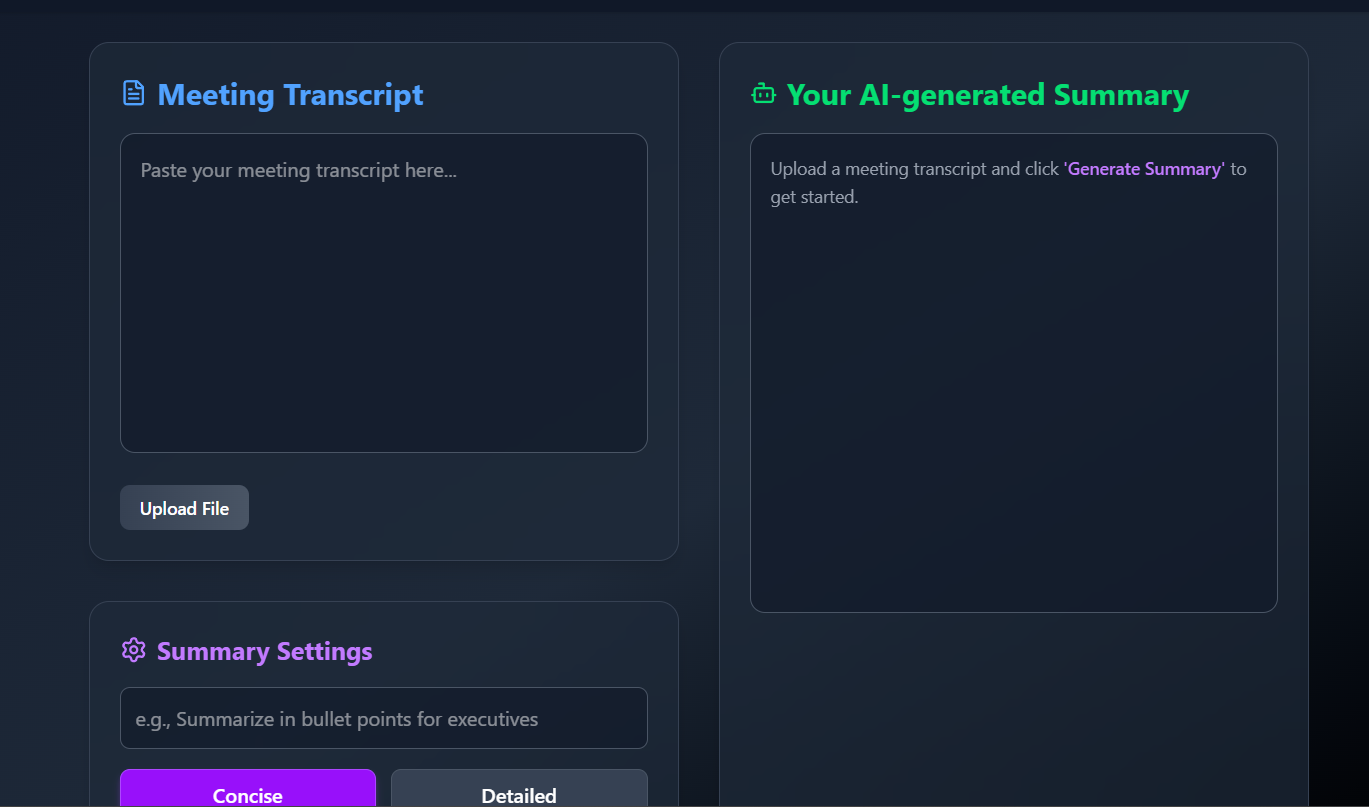 Meeting Transcript
Paste your meeting transcript here...
Upload File
Summary Settings
e.g., Summarize in bullet points for executives
Concise
Detailed
Your AI-generated Summary
Upload a meeting transcript and click 'Generate Summary' to
get started.